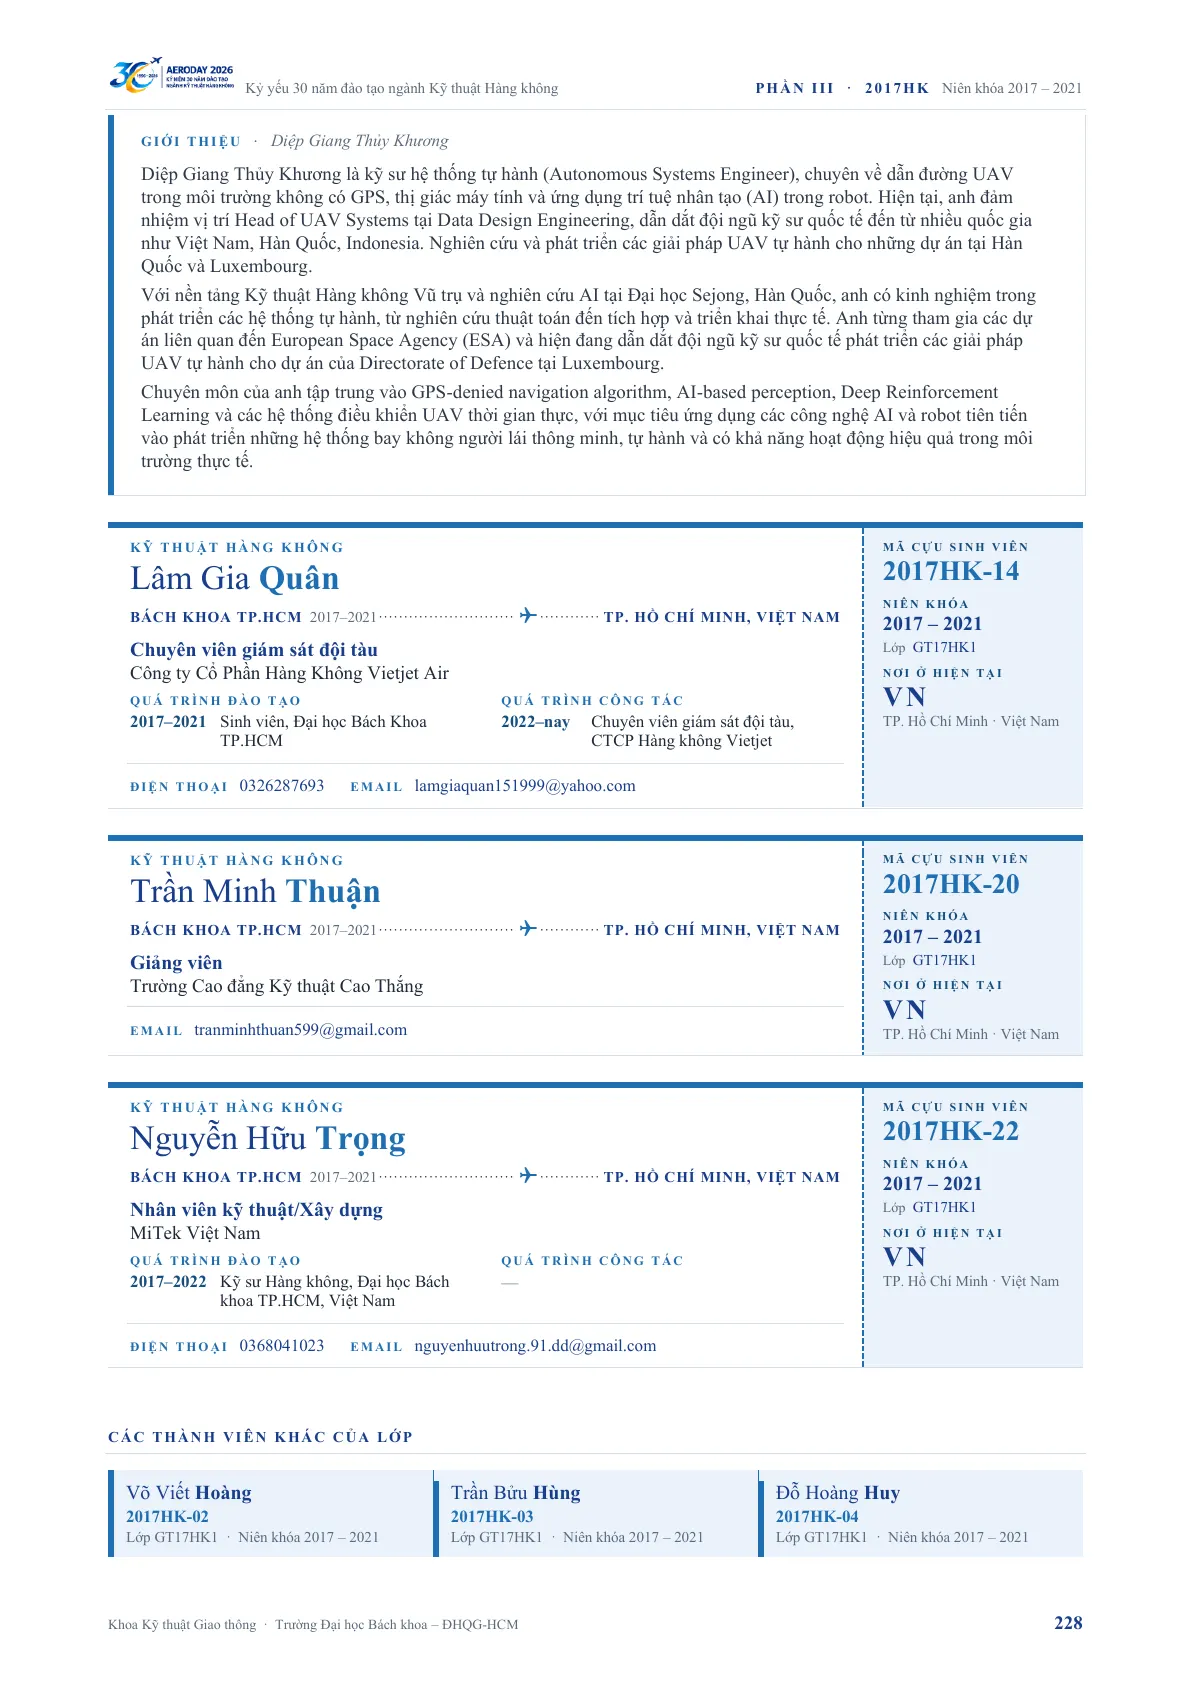 AERODAY 2026
KỶ NIỆM 30 NĂM ĐÀO TẠO
NGÀNH KỸ THUẬT HÀNG KHÔNG
Kỷ yếu 30 năm đào tạo ngành Kỹ thuật Hàng không
PHẦN III · 2017HK Niên khóa 2017 – 2021
GIỚI THIỆU · Diệp Giang Thủy Khương
Diệp Giang Thủy Khương là kỹ sư hệ thống tự hành (Autonomous Systems Engineer), chuyên về dẫn đường UAV
trong môi trường không có GPS, thị giác máy tính và ứng dụng trí tuệ nhân tạo (AI) trong robot. Hiện tại, anh đảm
nhiệm vị trí Head of UAV Systems tại Data Design Engineering, dẫn dắt đội ngũ kỹ sư quốc tế đến từ nhiều quốc gia
như Việt Nam, Hàn Quốc, Indonesia. Nghiên cứu và phát triển các giải pháp UAV tự hành cho những dự án tại Hàn
Quốc và Luxembourg.
Với nền tảng Kỹ thuật Hàng không Vũ trụ và nghiên cứu AI tại Đại học Sejong, Hàn Quốc, anh có kinh nghiệm trong
phát triển các hệ thống tự hành, từ nghiên cứu thuật toán đến tích hợp và triển khai thực tế. Anh từng tham gia các dự
án liên quan đến European Space Agency (ESA) và hiện đang dẫn dắt đội ngũ kỹ sư quốc tế phát triển các giải pháp
UAV tự hành cho dự án của Directorate of Defence tại Luxembourg.
Chuyên môn của anh tập trung vào GPS-denied navigation algorithm, AI-based perception, Deep Reinforcement
Learning và các hệ thống điều khiển UAV thời gian thực, với mục tiêu ứng dụng các công nghệ AI và robot tiên tiến
vào phát triển những hệ thống bay không người lái thông minh, tự hành và có khả năng hoạt động hiệu quả trong môi
trường thực tế.
KỸ THUẬT HÀNG KHÔNG
Lâm Gia Quân
BÁCH KHOA TP.HCM 2017–2021 TP. HỒ CHÍ MINH, VIỆT NAM
Chuyên viên giám sát đội tàu
Công ty Cổ Phần Hàng Không Vietjet Air
QUÁ TRÌNH ĐÀO TẠO
2017–2021 Sinh viên, Đại học Bách Khoa
TP.HCM
QUÁ TRÌNH CÔNG TÁC
2022–nay Chuyên viên giám sát đội tàu,
CTCP Hàng không Vietjet
ĐIỆN THOẠI 0326287693 EMAIL lamgiaquan151999@yahoo.com
MÃ CỰU SINH VIÊN
2017HK-14
NIÊN KHÓA
2017 – 2021
Lớp GT17HK1
NƠI Ở HIỆN TẠI
VN
TP. Hồ Chí Minh · Việt Nam
KỸ THUẬT HÀNG KHÔNG
Trần Minh Thuận
BÁCH KHOA TP.HCM 2017–2021 TP. HỒ CHÍ MINH, VIỆT NAM
Giảng viên
Trường Cao đẳng Kỹ thuật Cao Thắng
EMAIL tranminhthuan599@gmail.com
MÃ CỰU SINH VIÊN
2017HK-20
NIÊN KHÓA
2017 – 2021
Lớp GT17HK1
NƠI Ở HIỆN TẠI
VN
TP. Hồ Chí Minh · Việt Nam
KỸ THUẬT HÀNG KHÔNG
Nguyễn Hữu Trọng
BÁCH KHOA TP.HCM 2017–2021 TP. HỒ CHÍ MINH, VIỆT NAM
Nhân viên kỹ thuật/Xây dựng
MiTek Việt Nam
QUÁ TRÌNH ĐÀO TẠO
2017–2022 Kỹ sư Hàng không, Đại học Bách
khoa TP.HCM, Việt Nam
QUÁ TRÌNH CÔNG TÁC
—
ĐIỆN THOẠI 0368041023 EMAIL nguyenhuutrong.91.dd@gmail.com
MÃ CỰU SINH VIÊN
2017HK-22
NIÊN KHÓA
2017 – 2021
Lớp GT17HK1
NƠI Ở HIỆN TẠI
VN
TP. Hồ Chí Minh · Việt Nam
CÁC THÀNH VIÊN KHÁC CỦA LỚP
Võ Viết Hoàng
2017HK-02
Lớp GT17HK1 · Niên khóa 2017 – 2021
Trần Bửu Hùng
2017HK-03
Lớp GT17HK1 · Niên khóa 2017 – 2021
Đỗ Hoàng Huy
2017HK-04
Lớp GT17HK1 · Niên khóa 2017 – 2021
Khoa Kỹ thuật Giao thông · Trường Đại học Bách khoa – ĐHQG-HCM
228